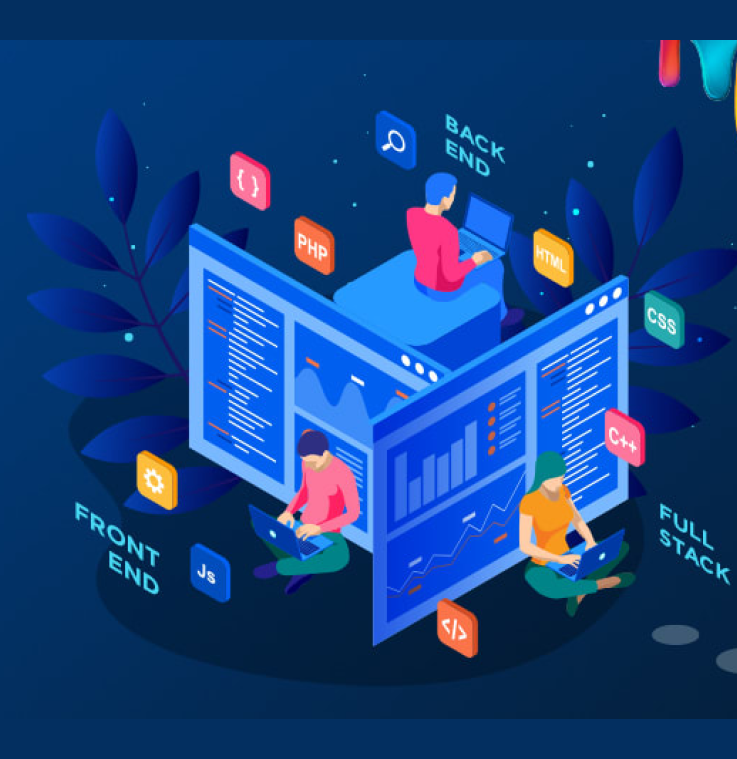 BACK
END
{ }
PHP
HTML
CSS
C++
FRONT
END
Js
FULL
STACK
</>